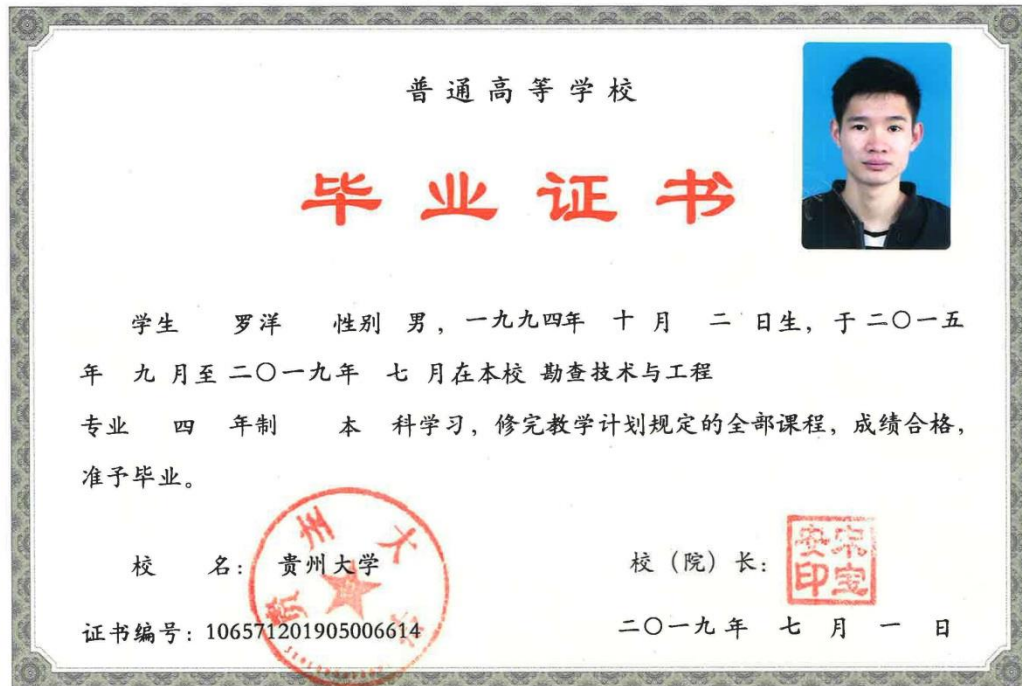 普通高等学校
毕业证书
学生 罗洋 性别 男，一九九四年 十 月 二 日生，于二〇一五
年 九 月至二〇一九年 七 月在本校 勘查技术与工程
专业 四 年制 本 科学习，修完教学计划规定的全部课程，成绩合格，
准予毕业。
校 名： 贵州大学
贵州大学
校（院）长：
宋宝安印
证书编号：106571201905006614
二〇一九年 七 月 一 日